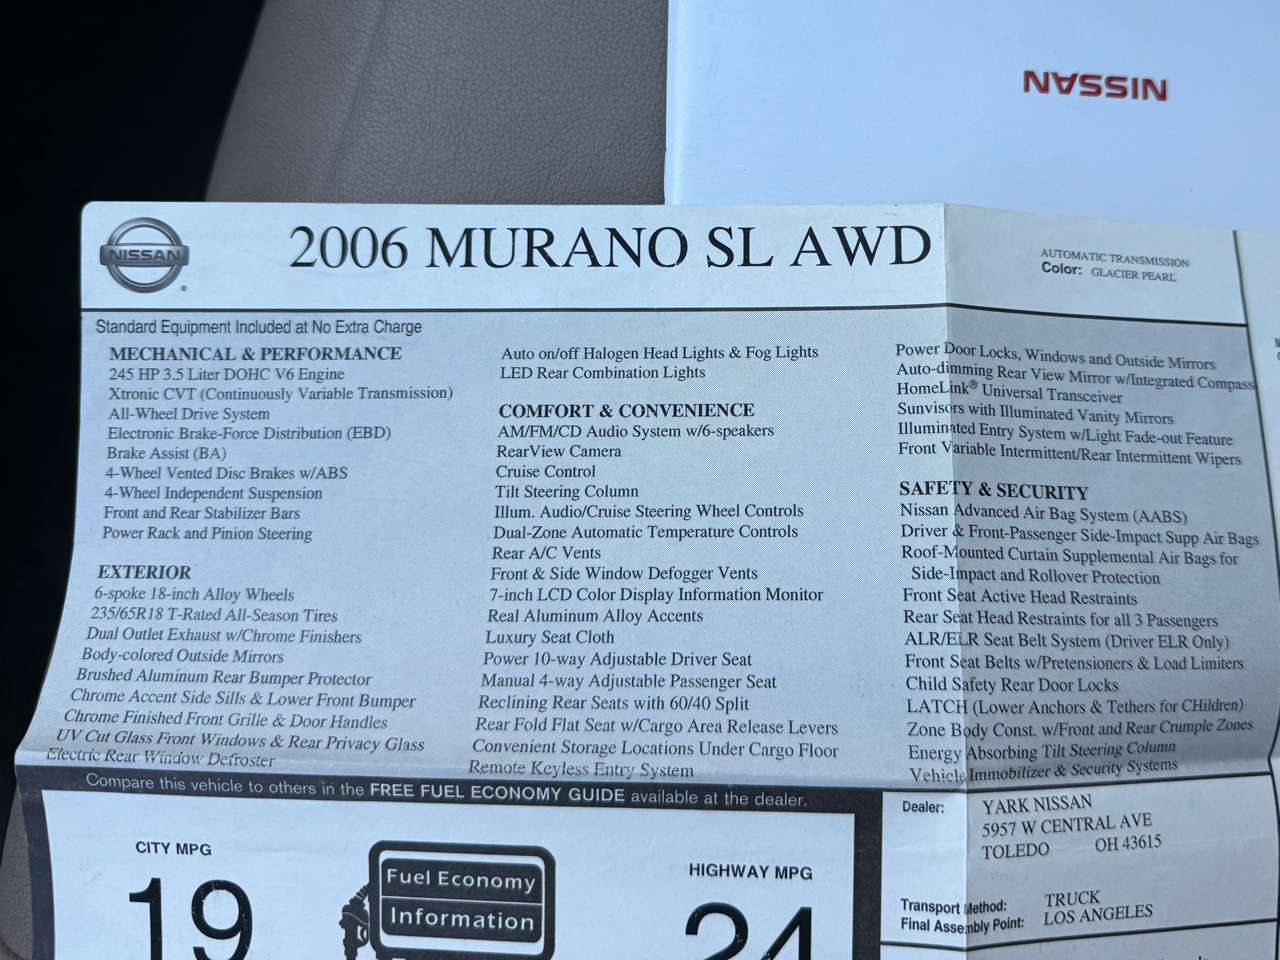 NISSAN
NISSAN
2006 MURANO SL AWD
AUTOMATIC TRANSMISSION
Color: GLACIER PEARL
Standard Equipment Included at No Extra Charge
MECHANICAL & PERFORMANCE
245 HP 3.5 Liter DOHC V6 Engine
Xtronic CVT (Continuously Variable Transmission)
All-Wheel Drive System
Electronic Brake-Force Distribution (EBD)
Brake Assist (BA)
4-Wheel Vented Disc Brakes w/ABS
4-Wheel Independent Suspension
Front and Rear Stabilizer Bars
Power Rack and Pinion Steering
EXTERIOR
6-spoke 18-inch Alloy Wheels
235/65R18 T-Rated All-Season Tires
Dual Outlet Exhaust w/Chrome Finishers
Body-colored Outside Mirrors
Brushed Aluminum Rear Bumper Protector
Chrome Accent Side Sills & Lower Front Bumper
Chrome Finished Front Grille & Door Handles
UV Cut Glass Front Windows & Rear Privacy Glass
Electric Rear Window Defroster
Auto on/off Halogen Head Lights & Fog Lights
LED Rear Combination Lights
COMFORT & CONVENIENCE
AM/FM/CD Audio System w/6-speakers
RearView Camera
Cruise Control
Tilt Steering Column
Illum. Audio/Cruise Steering Wheel Controls
Dual-Zone Automatic Temperature Controls
Rear A/C Vents
Front & Side Window Defogger Vents
7-inch LCD Color Display Information Monitor
Real Aluminum Alloy Accents
Luxury Seat Cloth
Power 10-way Adjustable Driver Seat
Manual 4-way Adjustable Passenger Seat
Reclining Rear Seats with 60/40 Split
Rear Fold Flat Seat w/Cargo Area Release Levers
Convenient Storage Locations Under Cargo Floor
Remote Keyless Entry System
Power Door Locks, Windows and Outside Mirrors
Auto-dimming Rear View Mirror w/Integrated Compass
HomeLink® Universal Transceiver
Sunvisors with Illuminated Vanity Mirrors
Illuminated Entry System w/Light Fade-out Feature
Front Variable Intermittent/Rear Intermittent Wipers
SAFETY & SECURITY
Nissan Advanced Air Bag System (AABS)
Driver & Front-Passenger Side-Impact Supp Air Bags
Roof-Mounted Curtain Supplemental Air Bags for
Side-Impact and Rollover Protection
Front Seat Active Head Restraints
Rear Seat Head Restraints for all 3 Passengers
ALR/ELR Seat Belt System (Driver ELR Only)
Front Seat Belts w/Pretensioners & Load Limiters
Child Safety Rear Door Locks
LATCH (Lower Anchors & Tethers for CHildren)
Zone Body Const. w/Front and Rear Crumple Zones
Energy Absorbing Tilt Steering Column
Vehicle Immobilizer & Security Systems
Compare this vehicle to others in the FREE FUEL ECONOMY GUIDE available at the dealer.
CITY MPG
19
Fuel Economy
Information
HIGHWAY MPG
24
Dealer: YARK NISSAN
5957 W CENTRAL AVE
TOLEDO OH 43615
Transport Method: TRUCK
Final Assembly Point: LOS ANGELES